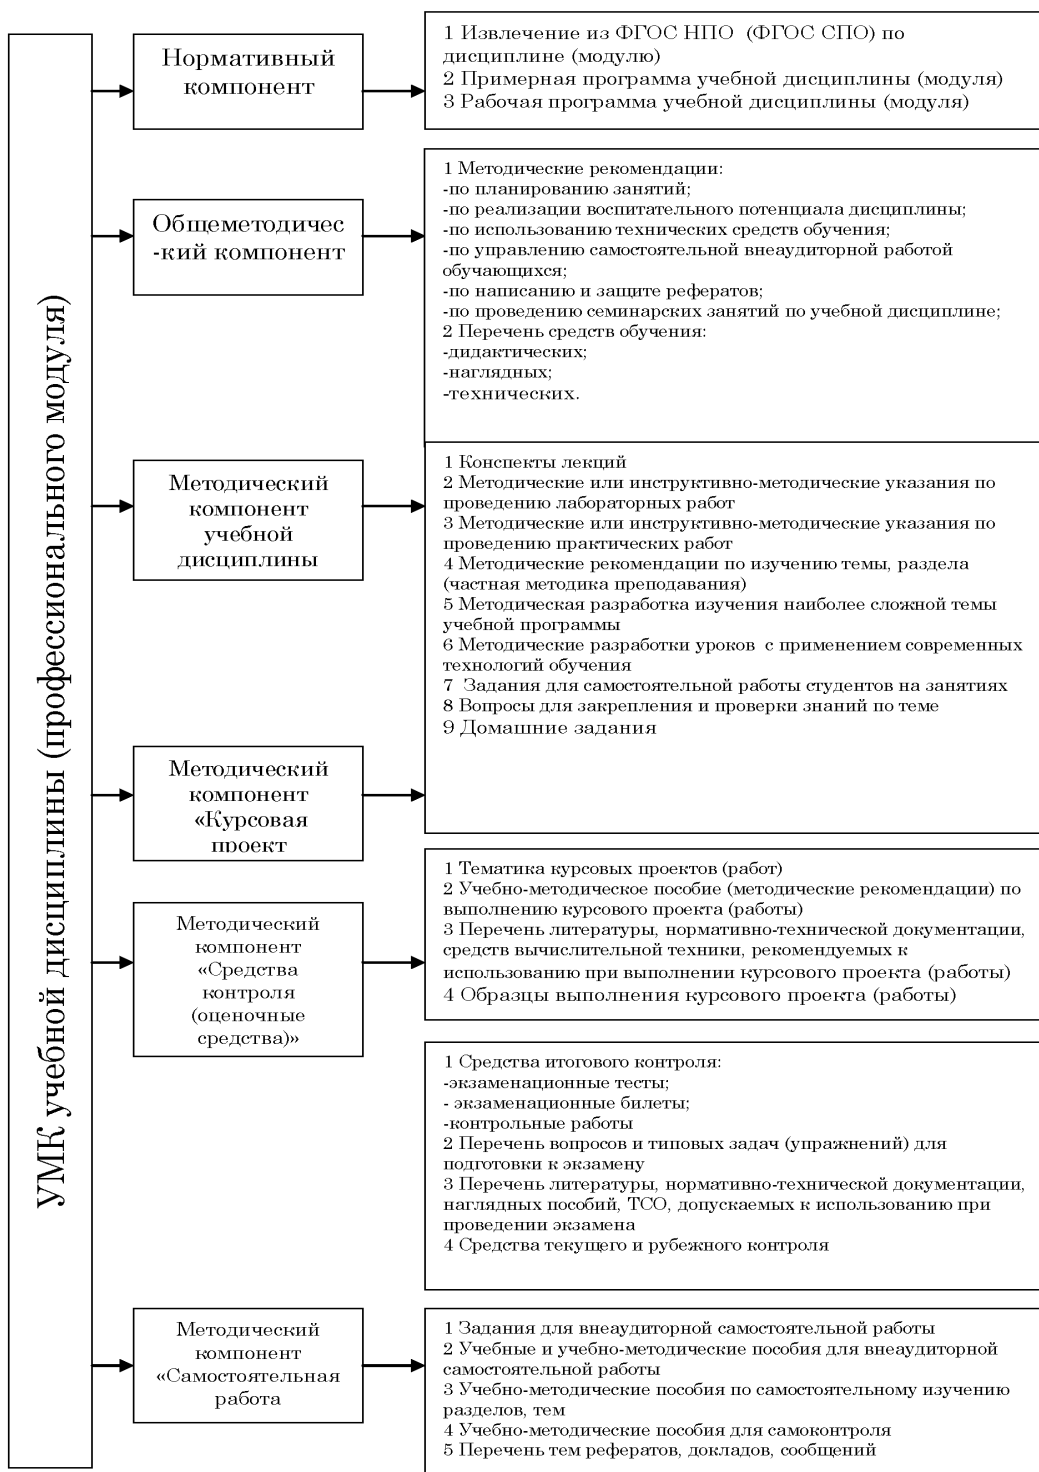 УМК учебной дисциплины (профессионального модуля)
Нормативный
компонент
1 Извлечение из ФГОС НПО (ФГОС СПО) по
дисциплине (модулю)
2 Примерная программа учебной дисциплины (модуля)
3 Рабочая программа учебной дисциплины (модуля)
Общеметодичес
-кий компонент
1 Методические рекомендации:
-по планированию занятий;
-по реализации воспитательного потенциала дисциплины;
-по использованию технических средств обучения;
-по управлению самостоятельной внеаудиторной работой
обучающихся;
-по написанию и защите рефератов;
-по проведению семинарских занятий по учебной дисциплине;
2 Перечень средств обучения:
-дидактических;
-наглядных;
-технических.
Методический
компонент
учебной
дисциплины
1 Конспекты лекций
2 Методические или инструктивно-методические указания по
проведению лабораторных работ
3 Методические или инструктивно-методические указания по
проведению практических работ
4 Методические рекомендации по изучению темы, раздела
(частная методика преподавания)
5 Методическая разработка изучения наиболее сложной темы
учебной программы
6 Методические разработки уроков с применением современных
технологий обучения
7 Задания для самостоятельной работы студентов на занятиях
8 Вопросы для закрепления и проверки знаний по теме
9 Домашние задания
Методический
компонент
«Курсовая
проект
1 Тематика курсовых проектов (работ)
2 Учебно-методическое пособие (методические рекомендации) по
выполнению курсового проекта (работы)
3 Перечень литературы, нормативно-технической документации,
средств вычислительной техники, рекомендуемых к
использованию при выполнении курсового проекта (работы)
4 Образцы выполнения курсового проекта (работы)
Методический
компонент
«Средства
контроля
(оценочные
средства)»
1 Средства итогового контроля:
-экзаменационные тесты;
- экзаменационные билеты;
-контрольные работы
2 Перечень вопросов и типовых задач (упражнений) для
подготовки к экзамену
3 Перечень литературы, нормативно-технической документации,
наглядных пособий, ТСО, допускаемых к использованию при
проведении экзамена
4 Средства текущего и рубежного контроля
Методический
компонент
«Самостоятельная
работа
1 Задания для внеаудиторной самостоятельной работы
2 Учебные и учебно-методические пособия для внеаудиторной
самостоятельной работы
3 Учебно-методические пособия по самостоятельному изучению
разделов, тем
4 Учебно-методические пособия для самоконтроля
5 Перечень тем рефератов, докладов, сообщений